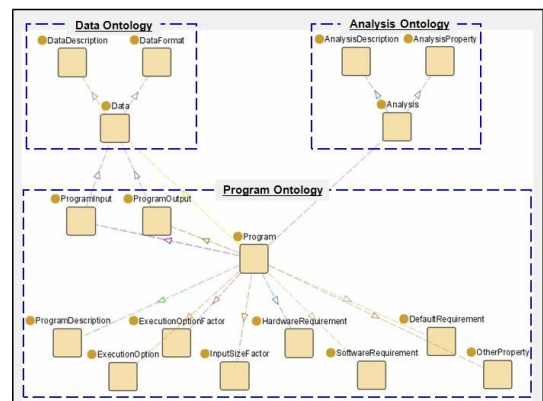 Data Ontology
Analysis Ontology
DataDescription
DataFormat
AnalysisDescription
AnalysisProperty
Data
Analysis
Program Ontology
ProgramInput
ProgramOutput
Program
ProgramDescription
ExecutionOptionFactor
HardwareRequirement
DefaultRequirement
ExecutionOption
InputSizeFactor
SoftwareRequirement
OtherProperty